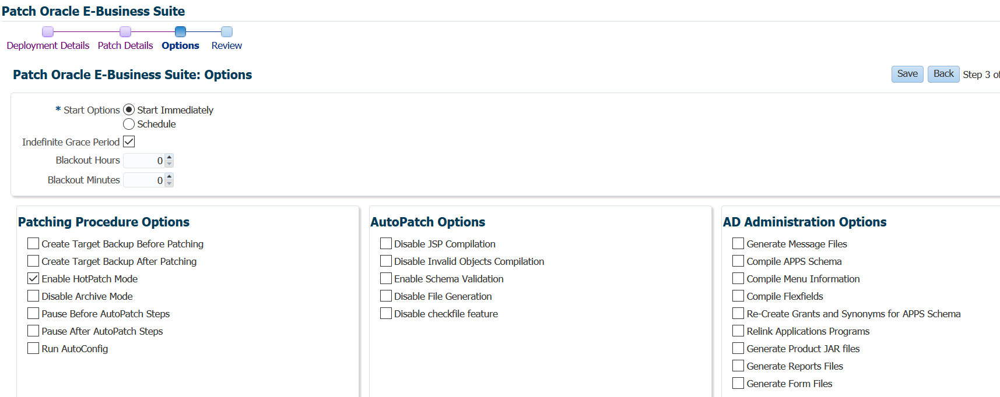 Patch Oracle E-Business Suite
Deployment Details Patch Details Options Review
Patch Oracle E-Business Suite: Options
Save Back Step 3 of
* Start Options Start Immediately
Schedule
Indefinite Grace Period
Blackout Hours 0
Blackout Minutes 0
Patching Procedure Options
Create Target Backup Before Patching
Create Target Backup After Patching
Enable HotPatch Mode
Disable Archive Mode
Pause Before AutoPatch Steps
Pause After AutoPatch Steps
Run AutoConfig
AutoPatch Options
Disable JSP Compilation
Disable Invalid Objects Compilation
Enable Schema Validation
Disable File Generation
Disable checkfile feature
AD Administration Options
Generate Message Files
Compile APPS Schema
Compile Menu Information
Compile Flexfields
Re-Create Grants and Synonyms for APPS Schema
Relink Applications Programs
Generate Product JAR files
Generate Reports Files
Generate Form Files